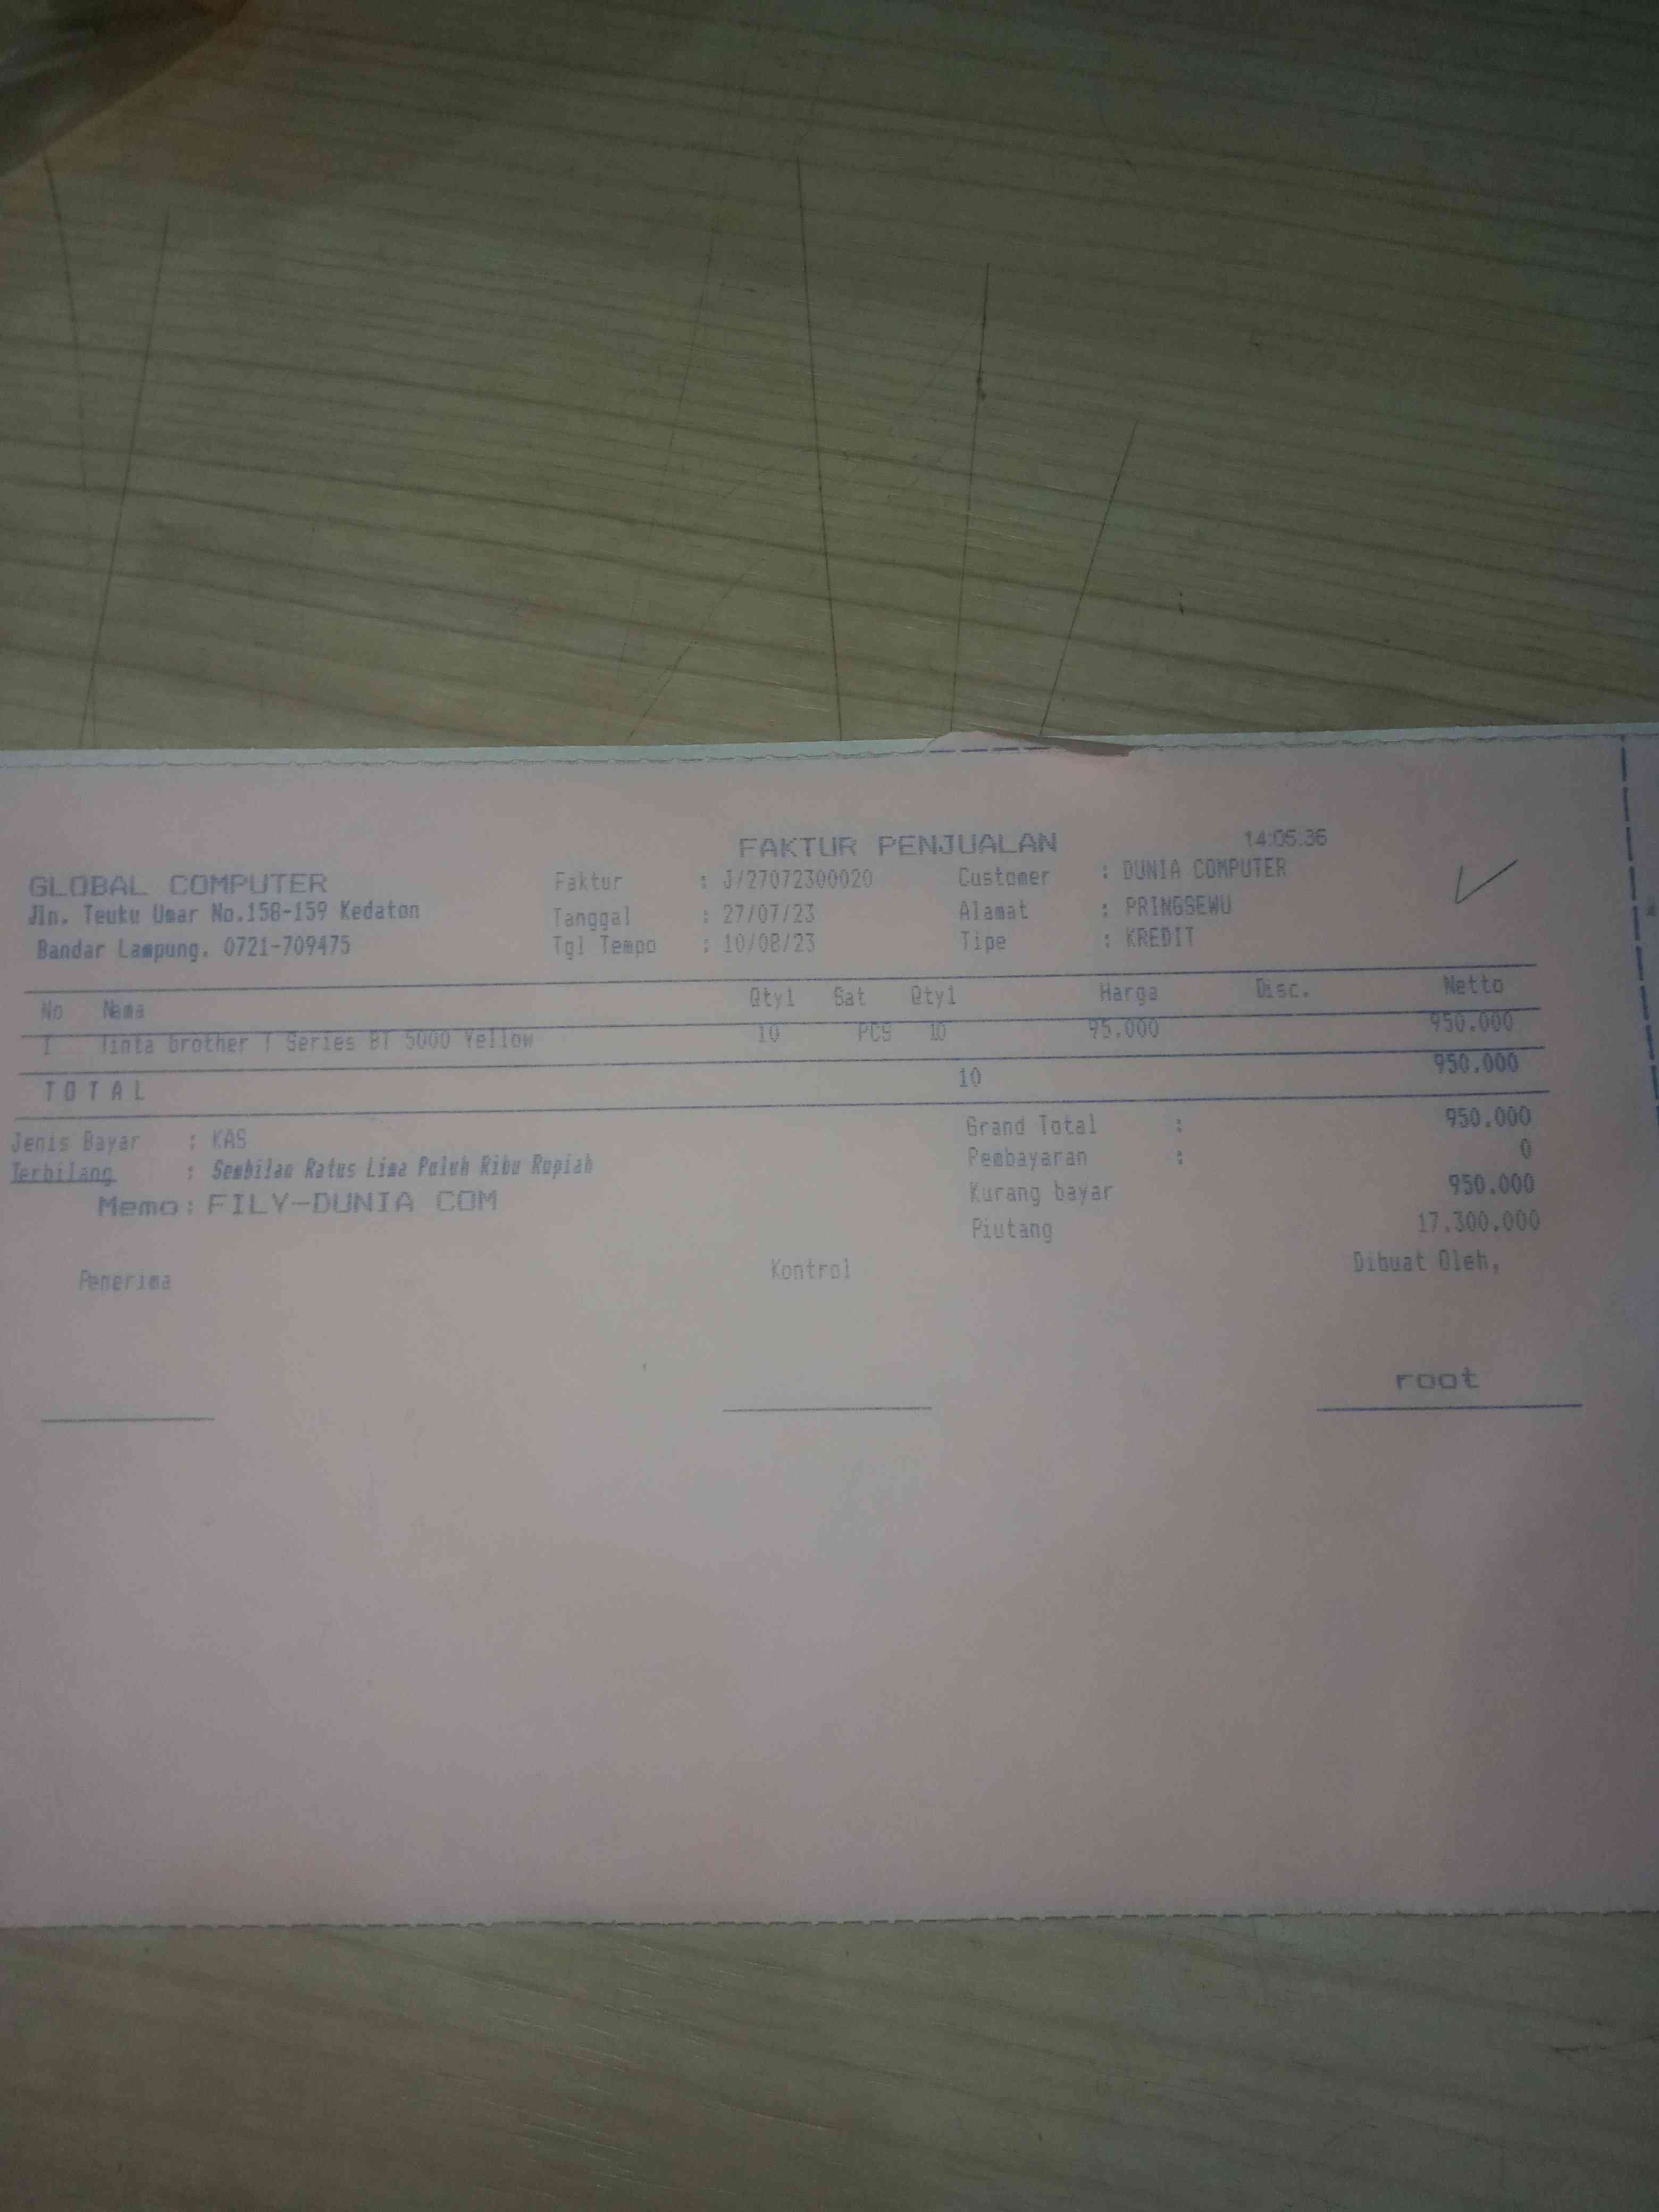 FAKTUR PENJUALAN 14:05:36
GLOBAL COMPUTER Faktur : J/27072300020 Customer : DUNIA COMPUTER
Jln. Teuku Umar No.158-159 Kedaton Tanggal : 27/07/23 Alamat : PRINGSEWU
Bandar Lampung. 0721-709475 Tgl Tempo : 10/08/23 Tipe : KREDIT
No Nama Qty1 Sat Qty1 Harga Disc. Netto
1 Tinta brother T Series BT 5000 Yellow 10 PCS 10 95.000 950.000
TOTAL 10 950.000
Jenis Bayar : KAS Grand Total : 950.000
Terbilang : Sembilan Ratus Lima Puluh Ribu Rupiah Pembayaran : 0
Memo: FILY-DUNIA COM Kurang bayar 950.000
Piutang 17.300.000
Penerima Kontrol Dibuat Oleh,
root